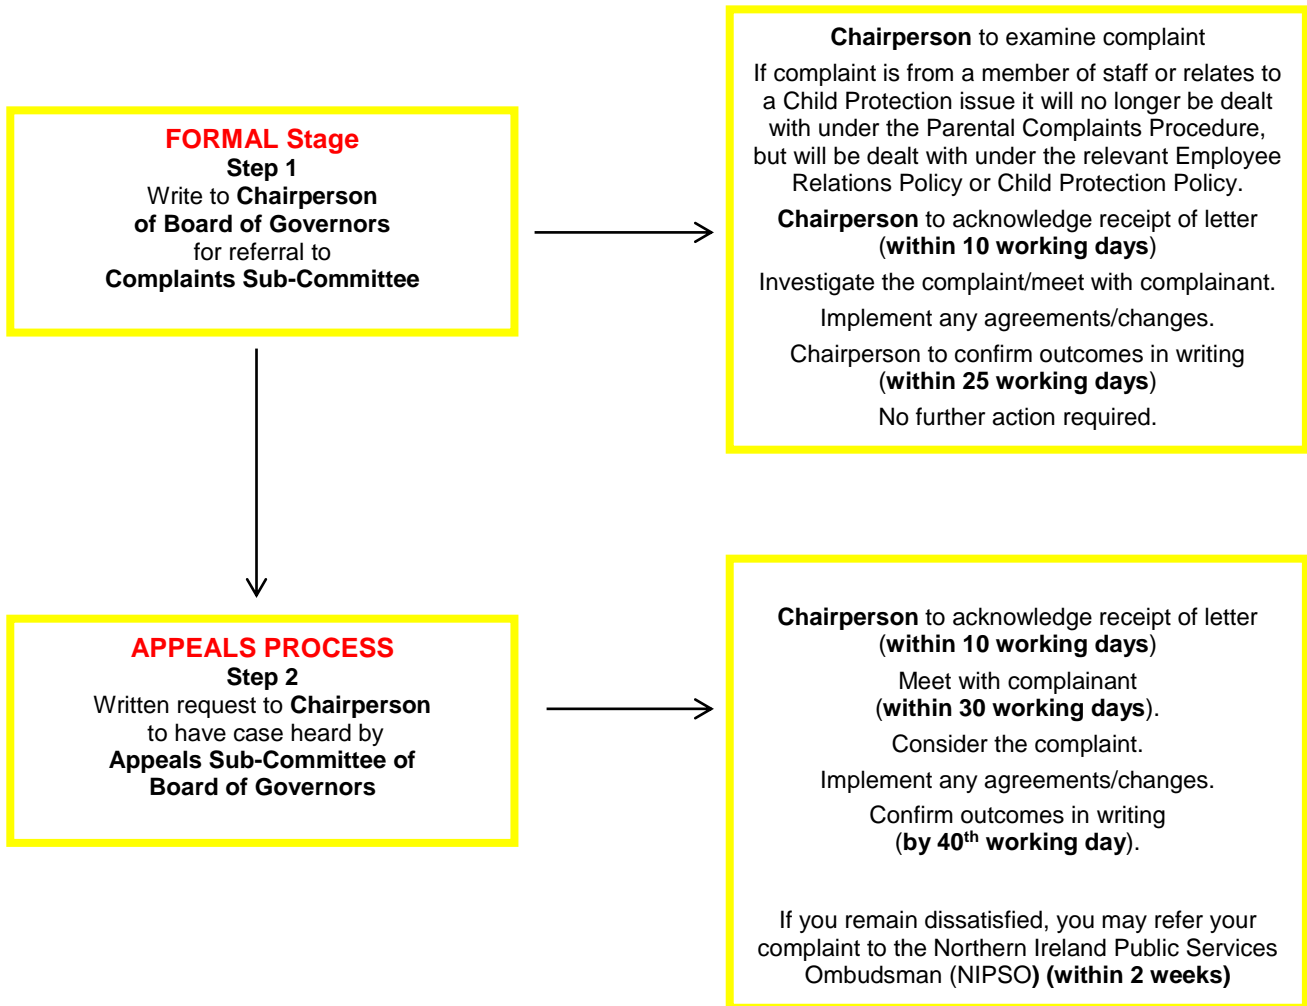 FORMAL Stage
Step 1
Write to Chairperson
of Board of Governors
for referral to
Complaints Sub-Committee
Chairperson to examine complaint
If complaint is from a member of staff or relates to
a Child Protection issue it will no longer be dealt
with under the Parental Complaints Procedure,
but will be dealt with under the relevant Employee
Relations Policy or Child Protection Policy.
Chairperson to acknowledge receipt of letter
(within 10 working days)
Investigate the complaint/meet with complainant.
Implement any agreements/changes.
Chairperson to confirm outcomes in writing
(within 25 working days)
No further action required.
APPEALS PROCESS
Step 2
Written request to Chairperson
to have case heard by
Appeals Sub-Committee of
Board of Governors
Chairperson to acknowledge receipt of letter
(within 10 working days)
Meet with complainant
(within 30 working days).
Consider the complaint.
Implement any agreements/changes.
Confirm outcomes in writing
(by 40th working day).
If you remain dissatisfied, you may refer your
complaint to the Northern Ireland Public Services
Ombudsman (NIPSO) (within 2 weeks)